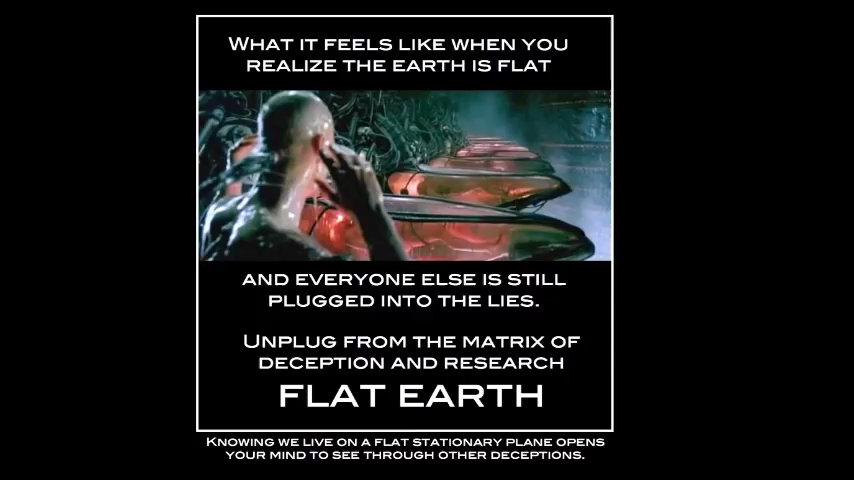 What it feels like when you
realize the earth is flat
and everyone else is still
plugged into the lies.
Unplug from the matrix of
deception and research
FLAT EARTH
Knowing we live on a flat stationary plane opens
your mind to see through other deceptions.